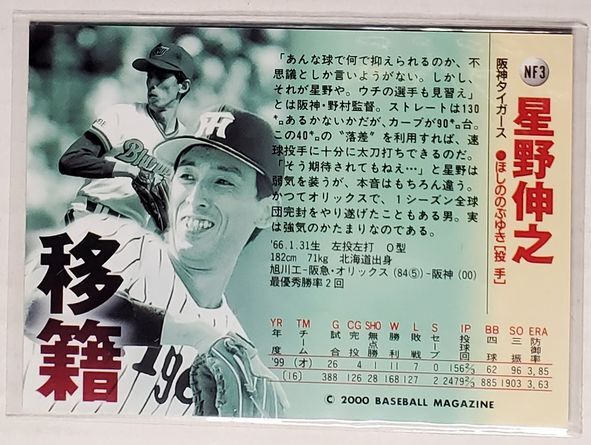 NF3
阪神タイガース
星野伸之
●ほしののぶゆき［投 手］
「あんな球で何で抑えられるのか、不
思議としか言いようがない。しかし、
それが星野や。ウチの選手も見習え」
とは阪神・野村監督。ストレートは130
㌔あるかないかだが、カーブが90㌔台。
この40㌔の〝落差〟を利用すれば、速
球投手に十分に太刀打ちできるのだ。
「そう期待されてもねえ…」と星野は
弱気を装うが、本音はもちろん違う。
かつてオリックスで、1シーズン全球
団完封をやり遂げたこともある男。実
は強気のかたまりなのである。
'66.1.31生 左投左打 O型
182cm 71kg 北海道出身
旭川工－阪急・オリックス（84⑤）－阪神（00）
最優秀勝率2回
移籍
YR TM G CG SHO W L S IP BB SO ERA
年度 チーム 試合 完投 無点勝 勝利 敗戦 セーブ 投球回 四球 三振 防御率
'99 （オ） 26 4 1 11 7 0 156 2/3 62 96 3,85
（16） 366 126 28 168 127 2 2479 2/3 885 1903 3,63
Blue
Tigers
© 2000 BASEBALL MAGAZINE